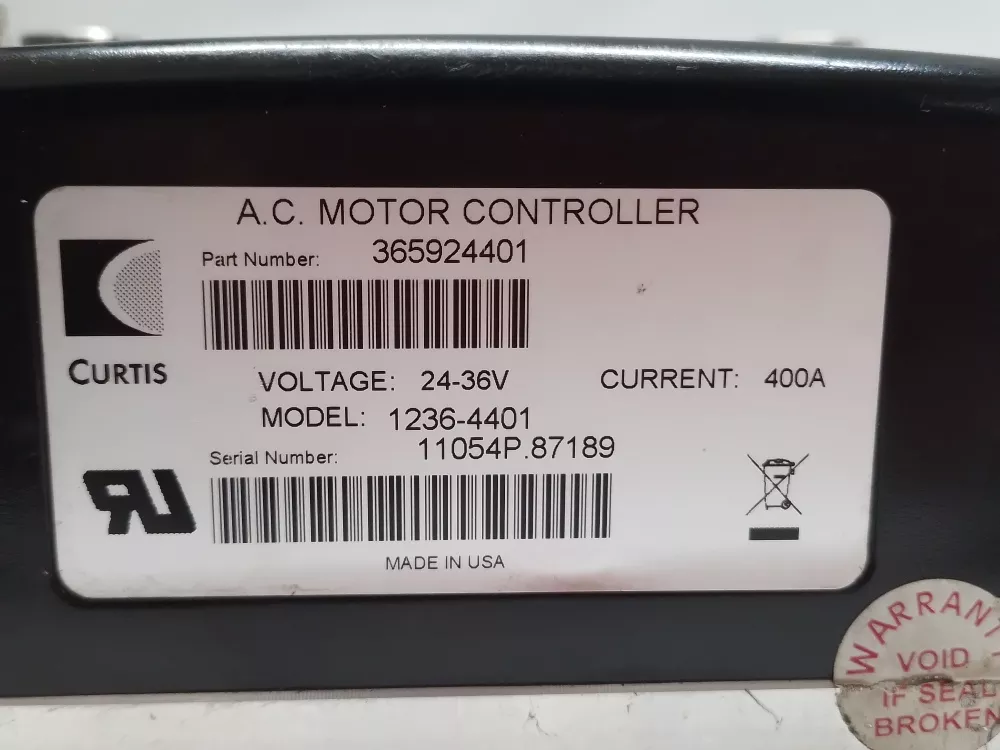 A.C. MOTOR CONTROLLER
Part Number: 365924401
CURTIS
VOLTAGE: 24-36V CURRENT: 400A
MODEL: 1236-4401
Serial Number: 11054P.87189
MADE IN USA
WARRANTY
VOID
IF SEAL
BROKEN